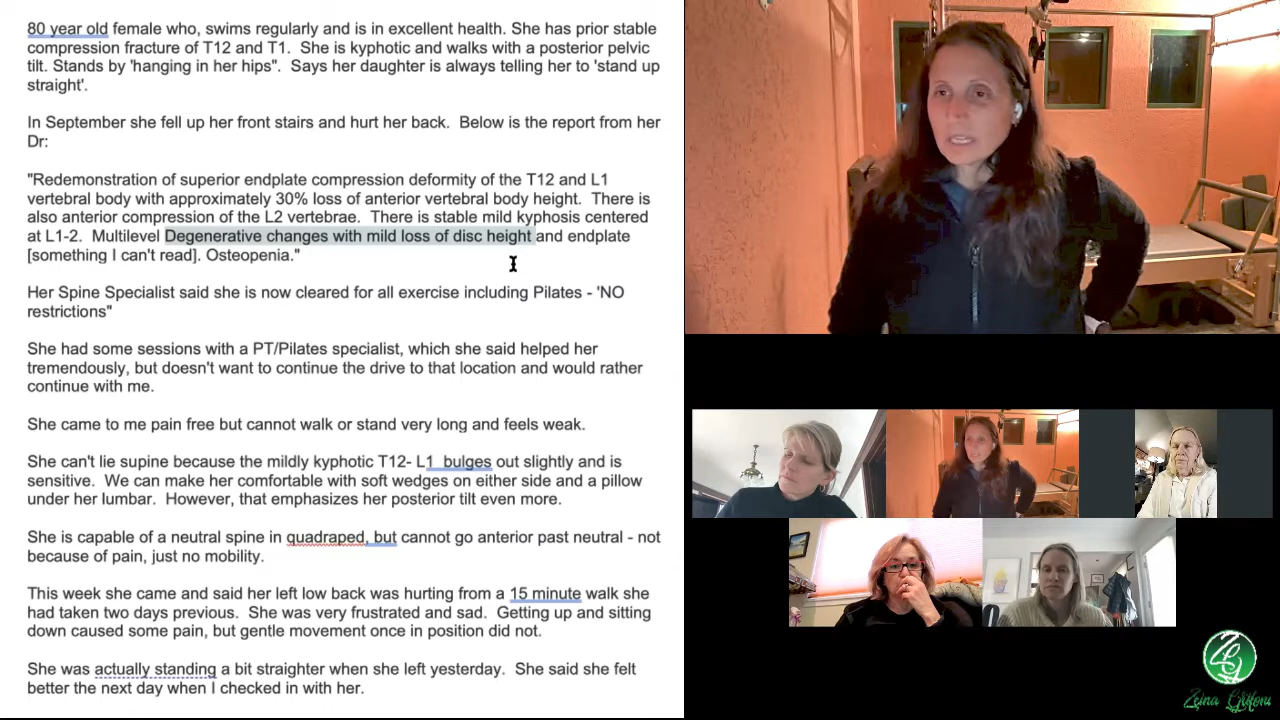 80 year old female who, swims regularly and is in excellent health. She has prior stable
compression fracture of T12 and T1.  She is kyphotic and walks with a posterior pelvic
tilt. Stands by 'hanging in her hips".  Says her daughter is always telling her to 'stand up
straight'.
In September she fell up her front stairs and hurt her back.  Below is the report from her
Dr:
"Redemonstration of superior endplate compression deformity of the T12 and L1
vertebral body with approximately 30% loss of anterior vertebral body height.  There is
also anterior compression of the L2 vertebrae.  There is stable mild kyphosis centered
at L1-2.  Multilevel Degenerative changes with mild loss of disc height and endplate
[something I can't read]. Osteopenia."
Her Spine Specialist said she is now cleared for all exercise including Pilates - 'NO
restrictions"
She had some sessions with a PT/Pilates specialist, which she said helped her
tremendously, but doesn't want to continue the drive to that location and would rather
continue with me.
She came to me pain free but cannot walk or stand very long and feels weak.
She can't lie supine because the mildly kyphotic T12- L1  bulges out slightly and is
sensitive.  We can make her comfortable with soft wedges on either side and a pillow
under her lumbar.  However, that emphasizes her posterior tilt even more.
She is capable of a neutral spine in quadraped, but cannot go anterior past neutral - not
because of pain, just no mobility.
This week she came and said her left low back was hurting from a 15 minute walk she
had taken two days previous.  She was very frustrated and sad.  Getting up and sitting
down caused some pain, but gentle movement once in position did not.
She was actually standing a bit straighter when she left yesterday.  She said she felt
better the next day when I checked in with her.
Zeina Grifoni